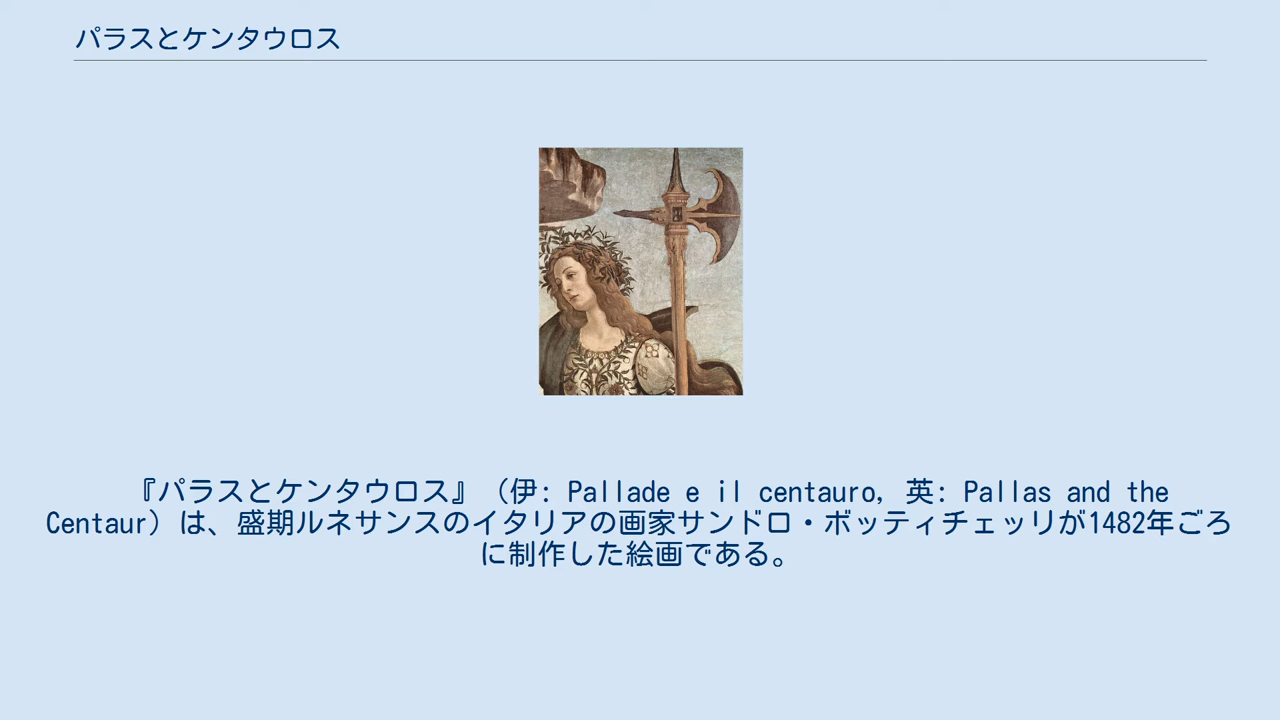 パラスとケンタウロス
『パラスとケンタウロス』（伊: Pallade e il centauro, 英: Pallas and the
Centaur）は、盛期ルネサンスのイタリアの画家サンドロ・ボッティチェッリが1482年ごろ
に制作した絵画である。